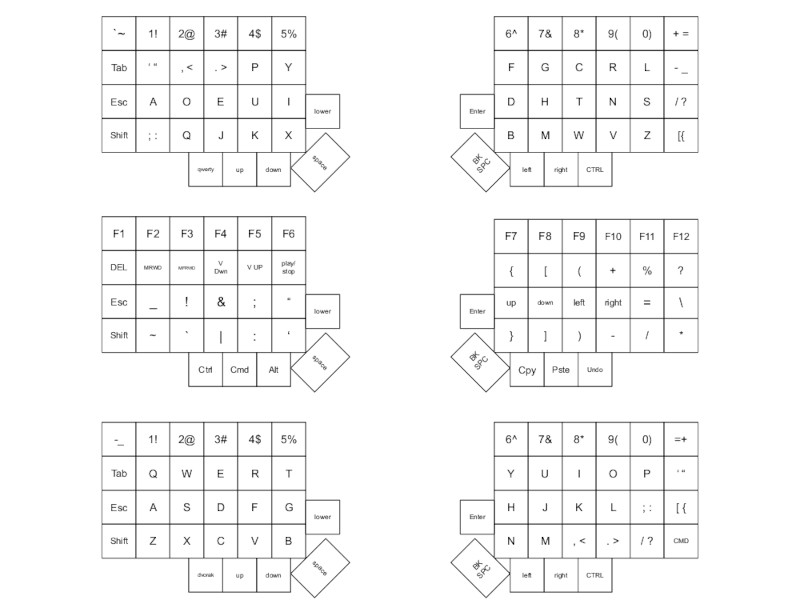 `~ 1! 2@ 3# 4$ 5% 6^ 7& 8* 9( 0) + =
Tab ‘ “ , < . > P Y F G C R L - _
Esc A O E U I lower Enter D H T N S / ?
Shift ; : Q J K X B M W V Z [{
qwerty up down space BK SPC left right CTRL
F1 F2 F3 F4 F5 F6 F7 F8 F9 F10 F11 F12
DEL MRWD V Dwn V UP play/ stop { [ ( + % ?
Esc _ ! & ; “ lower Enter up down left right = \
Shift ~ ` | : ‘ } ] ) - / *
Ctrl Cmd Alt space BK SPC Cpy Pste Undo
-_ 1! 2@ 3# 4$ 5% 6^ 7& 8* 9( 0) =+
Tab Q W E R T Y U I O P ‘ “
Esc A S D F G lower Enter H J K L ; : [ {
Shift Z X C V B N M , < . > / ? CMD
dvorak up down space BK SPC left right CTRL